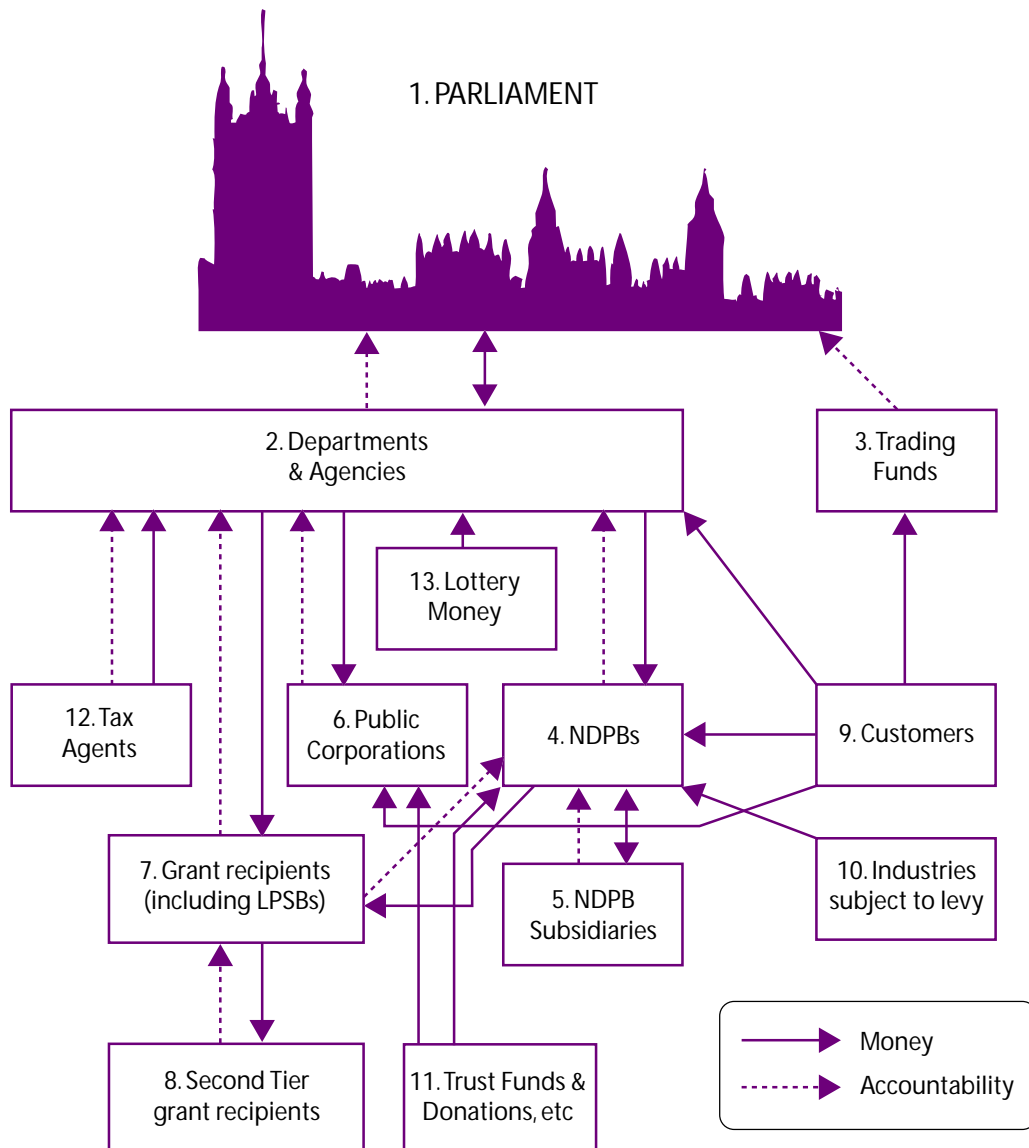 1. PARLIAMENT
2. Departments
& Agencies
3. Trading
Funds
13. Lottery
Money
12. Tax
Agents
6. Public
Corporations
4. NDPBs
9. Customers
7. Grant recipients
(including LPSBs)
5. NDPB
Subsidiaries
10. Industries
subject to levy
8. Second Tier
grant recipients
11. Trust Funds &
Donations, etc
Money
Accountability